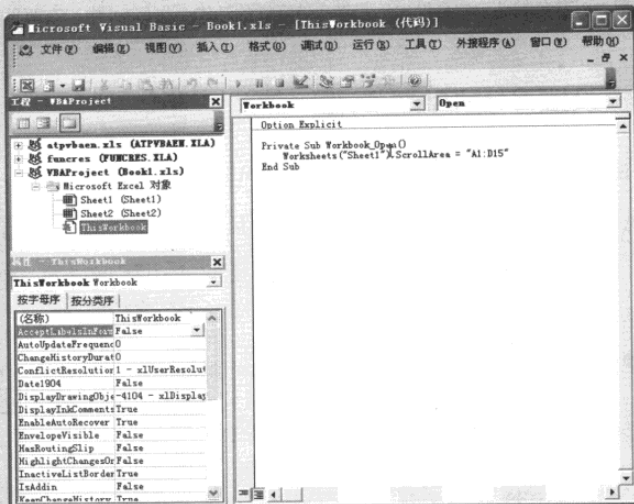 Microsoft Visual Basic - Book1.xls - [ThisWorkbook (代码)]
文件(F) 编辑(E) 视图(V) 插入(I) 格式(O) 调试(D) 运行(R) 工具(T) 外接程序(A) 窗口(W) 帮助(H)
工程 - VBAProject
Workbook Open
Option Explicit
Private Sub Workbook_Open()
Worksheets("Sheet1").ScrollArea = "A1:D15"
End Sub
atpvbaen.xls (ATPVBAEN.XLA)
funcres (FUNCRES.XLA)
VBAProject (Book1.xls)
Microsoft Excel 对象
Sheet1 (Sheet1)
Sheet2 (Sheet2)
ThisWorkbook
属性 - ThisWorkbook
ThisWorkbook Workbook
按字母序 按分类序
(名称) ThisWorkbook
AcceptLabelsInForm False
AutoUpdateFrequenc 0
ChangeHistoryDurat 0
ConflictResolution 1 - xlUserResolut
Date1904 False
DisplayDrawingObje -4104 - xlDisplay
DisplayInkComments True
EnableAutoRecover True
EnvelopeVisible False
HasRoutingSlip False
HighlightChangesOn False
InactiveListBorder True
IsAddin False
KeepChangeHistory True